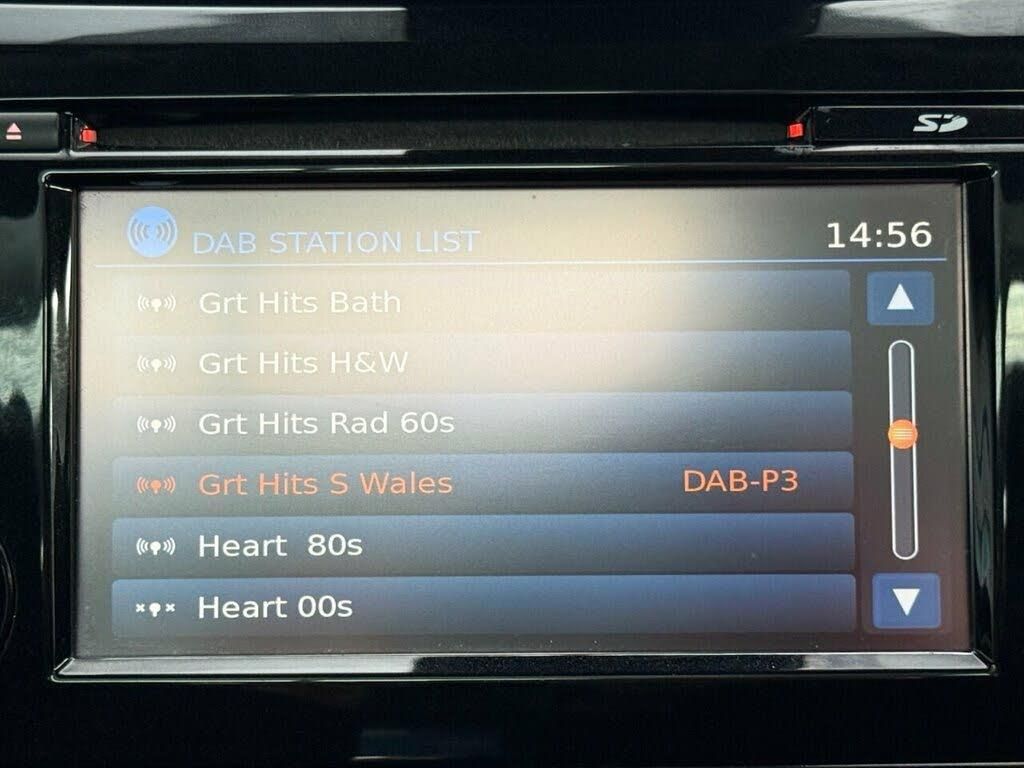 SD
DAB STATION LIST 14:56
Grt Hits Bath
Grt Hits H&W
Grt Hits Rad 60s
Grt Hits S Wales DAB-P3
Heart 80s
Heart 00s